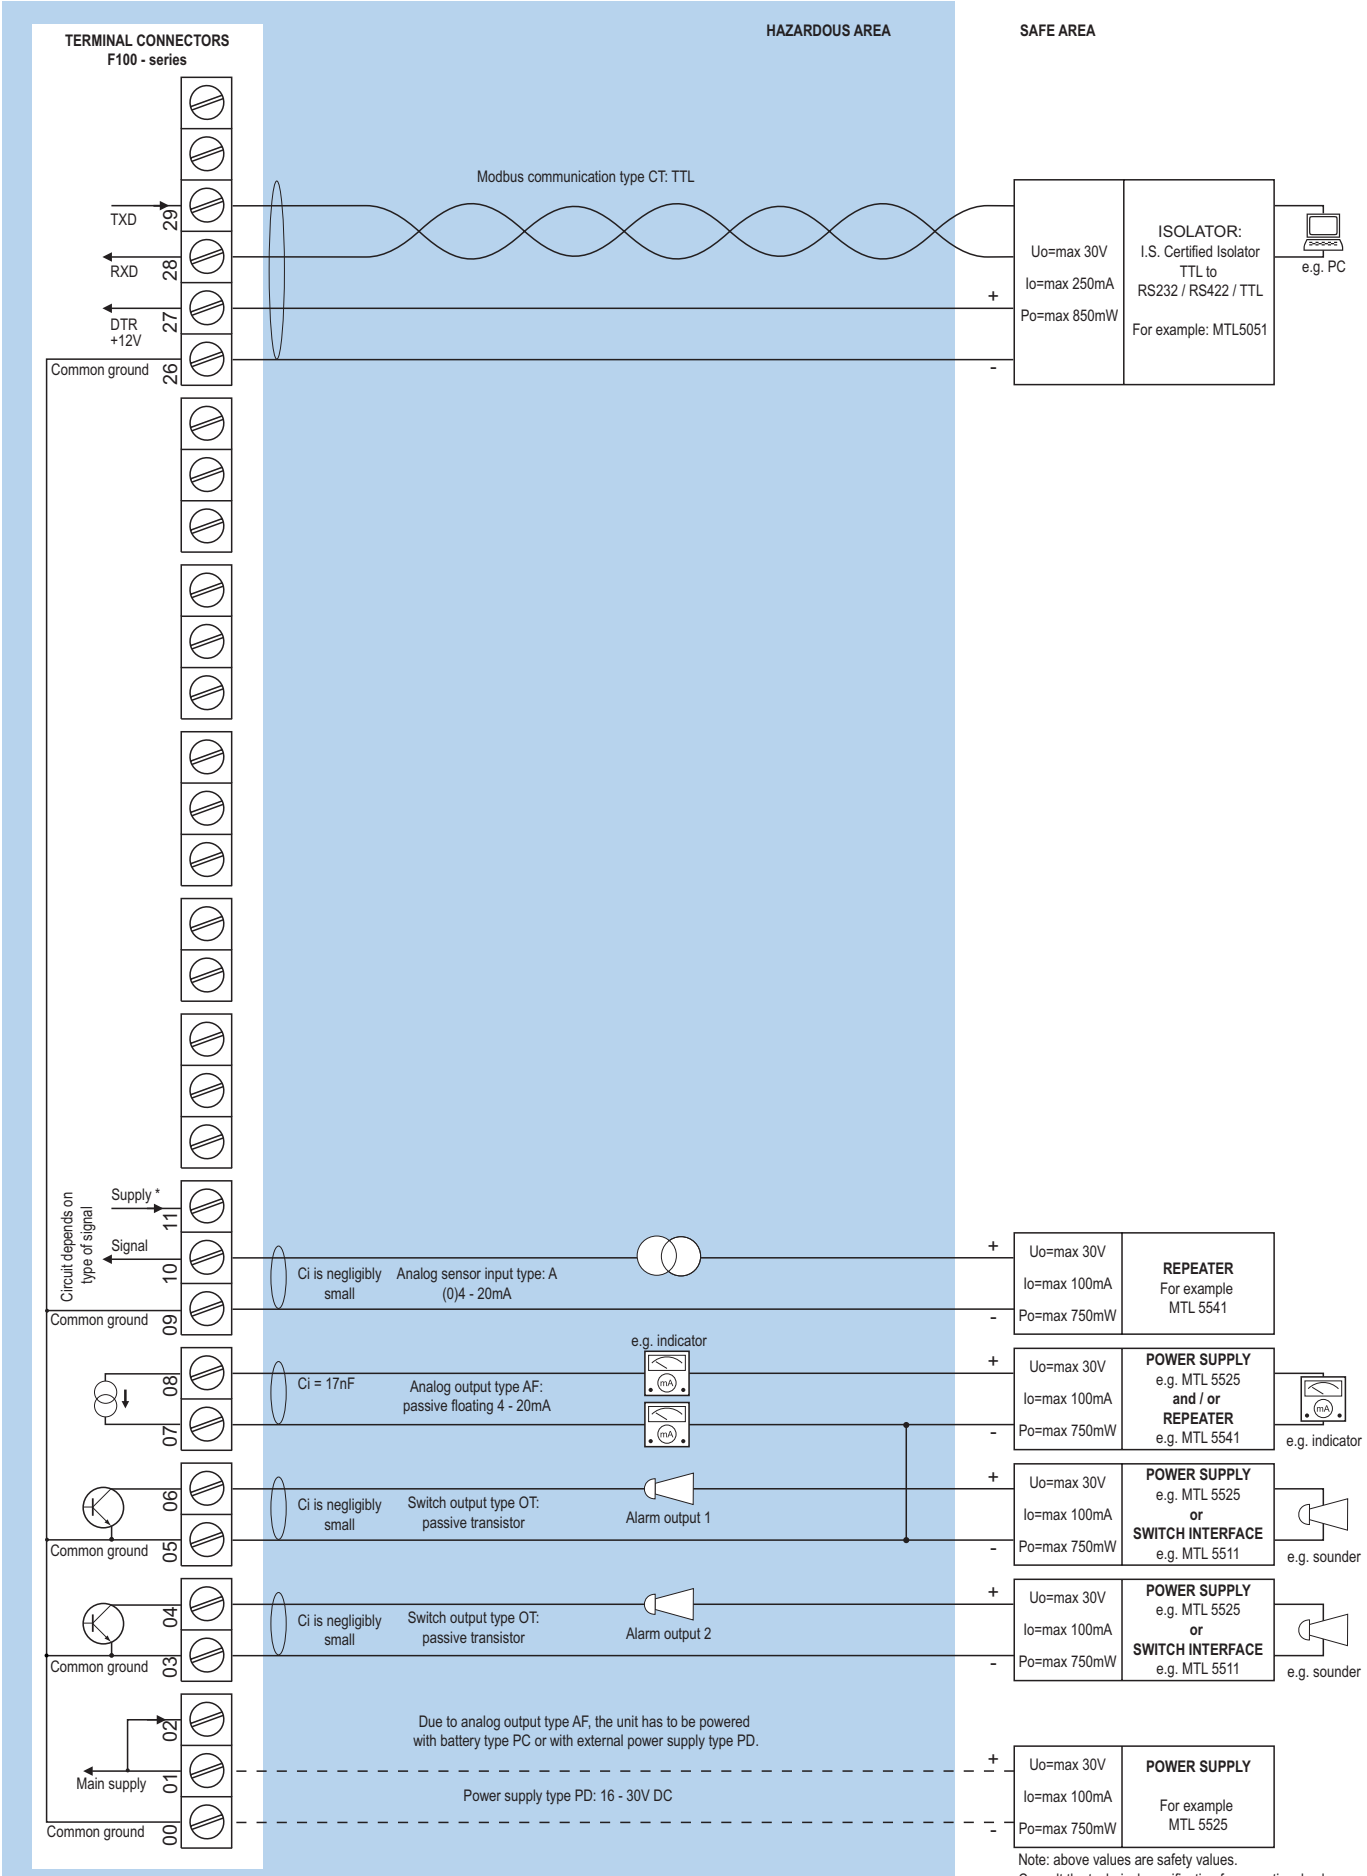 HAZARDOUS AREA
SAFE AREA
TERMINAL CONNECTORS
F100 - series
Modbus communication type CT: TTL
TXD
29
RXD
28
DTR
+12V
27
Common ground
26
+
-
Uo=max 30V
Io=max 250mA
Po=max 850mW
ISOLATOR:
I.S. Certified Isolator
TTL to
RS232 / RS422 / TTL
For example: MTL5051
e.g. PC
Circuit depends on
type of signal
Supply *
11
Signal
10
Common ground
09
Ci is negligibly
small
Analog sensor input type: A
(0)4 - 20mA
+
-
Uo=max 30V
Io=max 100mA
Po=max 750mW
REPEATER
For example
MTL 5541
08
07
Ci = 17nF
Analog output type AF:
passive floating 4 - 20mA
e.g. indicator
mA
mA
+
-
Uo=max 30V
Io=max 100mA
Po=max 750mW
POWER SUPPLY
e.g. MTL 5525
and / or
REPEATER
e.g. MTL 5541
mA
e.g. indicator
06
Common ground
05
Ci is negligibly
small
Switch output type OT:
passive transistor
Alarm output 1
+
-
Uo=max 30V
Io=max 100mA
Po=max 750mW
POWER SUPPLY
e.g. MTL 5525
or
SWITCH INTERFACE
e.g. MTL 5511
e.g. sounder
04
Common ground
03
Ci is negligibly
small
Switch output type OT:
passive transistor
Alarm output 2
+
-
Uo=max 30V
Io=max 100mA
Po=max 750mW
POWER SUPPLY
e.g. MTL 5525
or
SWITCH INTERFACE
e.g. MTL 5511
e.g. sounder
02
Main supply
01
Common ground
00
Due to analog output type AF, the unit has to be powered
with battery type PC or with external power supply type PD.
Power supply type PD: 16 - 30V DC
+
-
Uo=max 30V
Io=max 100mA
Po=max 750mW
POWER SUPPLY
For example
MTL 5525
Note: above values are safety values.